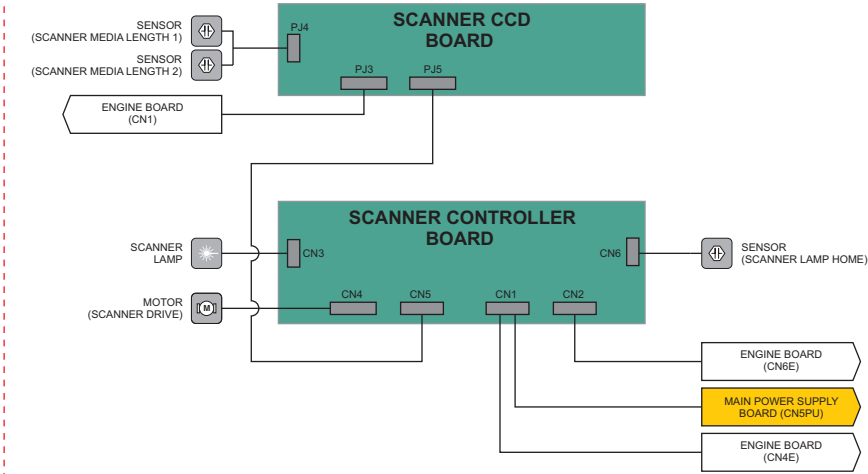 SENSOR
(SCANNER MEDIA LENGTH 1)
SENSOR
(SCANNER MEDIA LENGTH 2)
PJ4
SCANNER CCD
BOARD
PJ3
PJ5
ENGINE BOARD
(CN1)
SCANNER CONTROLLER
BOARD
SCANNER
LAMP
CN3
CN6
SENSOR
(SCANNER LAMP HOME)
MOTOR
(SCANNER DRIVE)
M
CN4
CN5
CN1
CN2
ENGINE BOARD
(CN6E)
MAIN POWER SUPPLY
BOARD (CN5PU)
ENGINE BOARD
(CN4E)